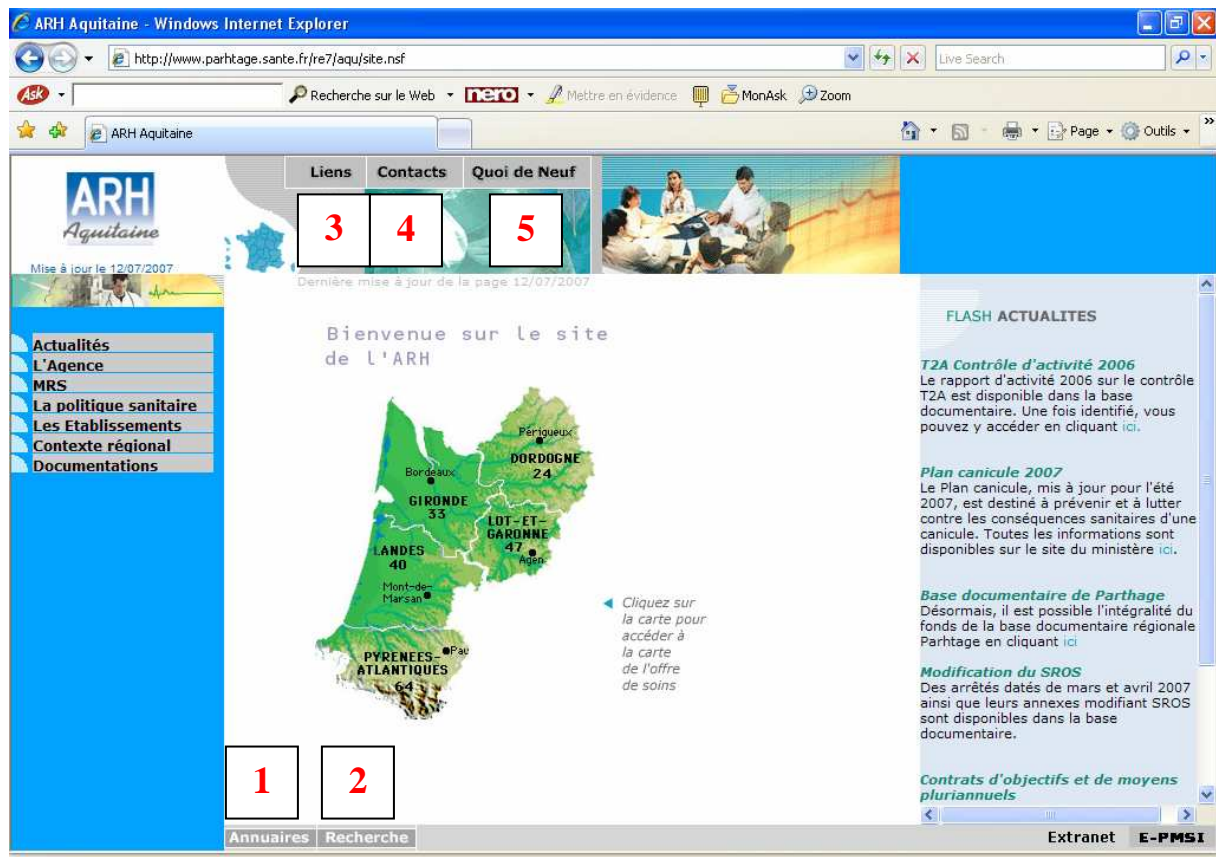 ARH Aquitaine - Windows Internet Explorer
http://www.parhtage.sante.fr/re7/aqu/site.nsf
Live Search
Ask
Recherche sur le Web
nero
Mettre en évidence
MonAsk
Zoom
ARH Aquitaine
Page
Outils
ARH
Aquitaine
Mise à jour le 12/07/2007
Liens
Contacts
Quoi de Neuf
3
4
5
Dernière mise à jour de la page 12/07/2007
Actualités
L'Agence
MRS
La politique sanitaire
Les Etablissements
Contexte régional
Documentations
Bienvenue sur le site
de l'ARH
Périgueux
DORDOGNE
24
Bordeaux
GIRONDE
33
LOT-ET-
GARONNE
47
Agen
LANDES
40
Mont-de-
Marsan
Pau
PYRENEES-
ATLANTIQUES
64
Cliquez sur
la carte pour
accéder à
la carte
de l'offre
de soins
FLASH ACTUALITES
T2A Contrôle d'activité 2006
Le rapport d'activité 2006 sur le contrôle
T2A est disponible dans la base
documentaire. Une fois identifié, vous
pouvez y accéder en cliquant ici.
Plan canicule 2007
Le Plan canicule, mis à jour pour l'été
2007, est destiné à prévenir et à lutter
contre les conséquences sanitaires d'une
canicule. Toutes les informations sont
disponibles sur le site du ministère ici.
Base documentaire de Parthage
Désormais, il est possible l'intégralité du
fonds de la base documentaire régionale
Parhtage en cliquant ici
Modification du SROS
Des arrêtés datés de mars et avril 2007
ainsi que leurs annexes modifiant SROS
sont disponibles dans la base
documentaire.
Contrats d'objectifs et de moyens
pluriannuels
1
2
Annuaires
Recherche
Extranet
E-PMSI